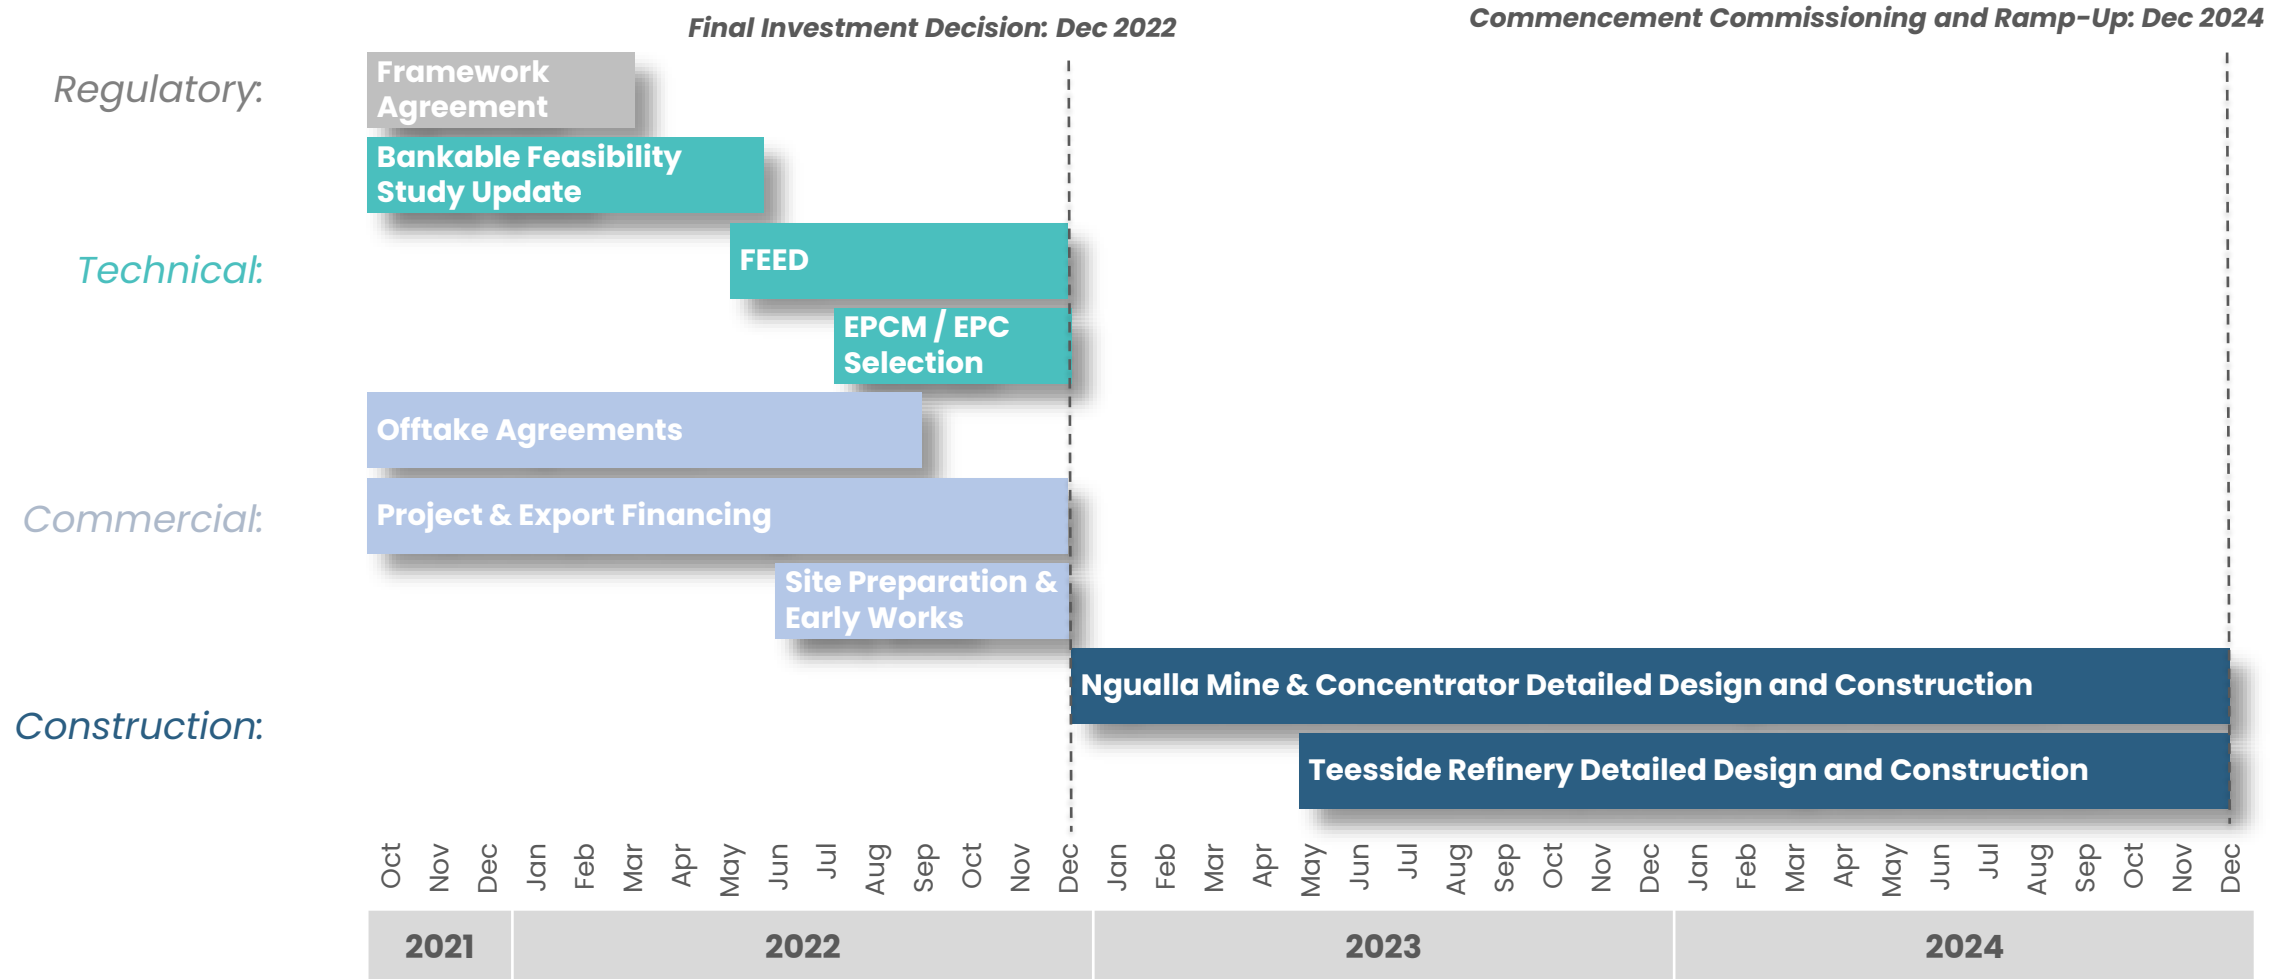 Final Investment Decision: Dec 2022
Commencement Commissioning and Ramp-Up: Dec 2024
Regulatory:
Framework
Agreement
Bankable Feasibility
Study Update
Technical:
FEED
EPCM / EPC
Selection
Offtake Agreements
Commercial:
Project & Export Financing
Site Preparation &
Early Works
Construction:
Ngualla Mine & Concentrator Detailed Design and Construction
Teesside Refinery Detailed Design and Construction
Oct Nov Dec Jan Feb Mar Apr May Jun Jul Aug Sep Oct Nov Dec Jan Feb Mar Apr May Jun Jul Aug Sep Oct Nov Dec Jan Feb Mar Apr May Jun Jul Aug Sep Oct Nov Dec
2021 2022 2023 2024